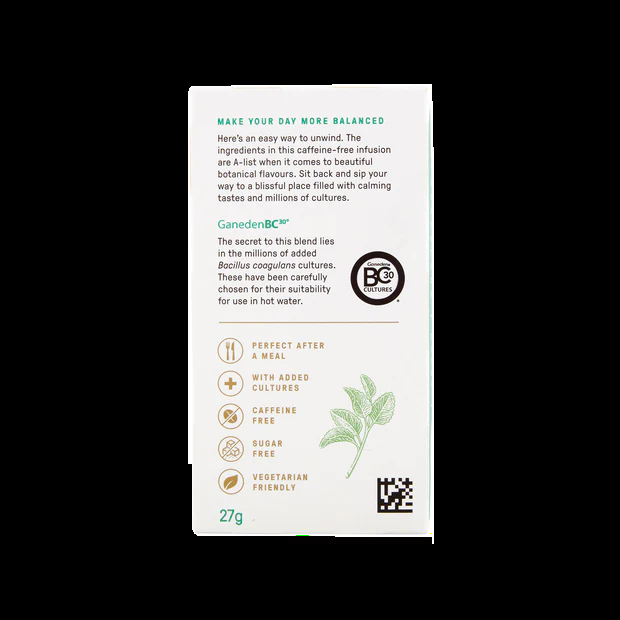 MAKE YOUR DAY MORE BALANCED
Here's an easy way to unwind. The
ingredients in this caffeine-free infusion
are A-list when it comes to beautiful
botanical flavours. Sit back and sip your
way to a blissful place filled with calming
tastes and millions of cultures.
GanedenBC30®
The secret to this blend lies
in the millions of added
Bacillus coagulans cultures.
These have been carefully
chosen for their suitability
for use in hot water.
Ganeden
BC30
CULTURES
PERFECT AFTER
A MEAL
WITH ADDED
CULTURES
CAFFEINE
FREE
SUGAR
FREE
VEGETARIAN
FRIENDLY
27g